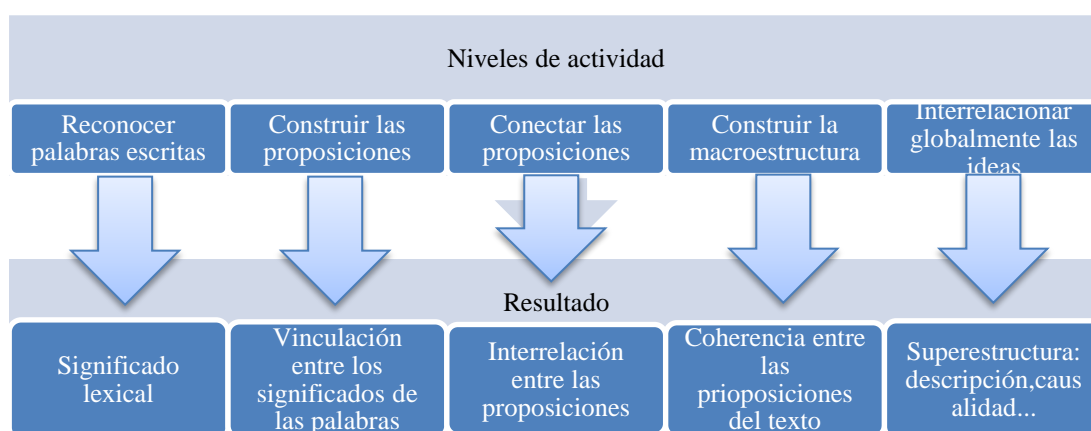 Niveles de actividad
Reconocer
palabras escritas
Construir las
proposiciones
Conectar las
proposiciones
Construir la
macroestructura
Interrelacionar
globalmente las
ideas
Resultado
Significado
lexical
Vinculación
entre los
significados de
las palabras
Interrelación
entre las
proposiciones
Coherencia entre
las
prioposiciones
del texto
Superestructura:
descripción,caus
alidad...